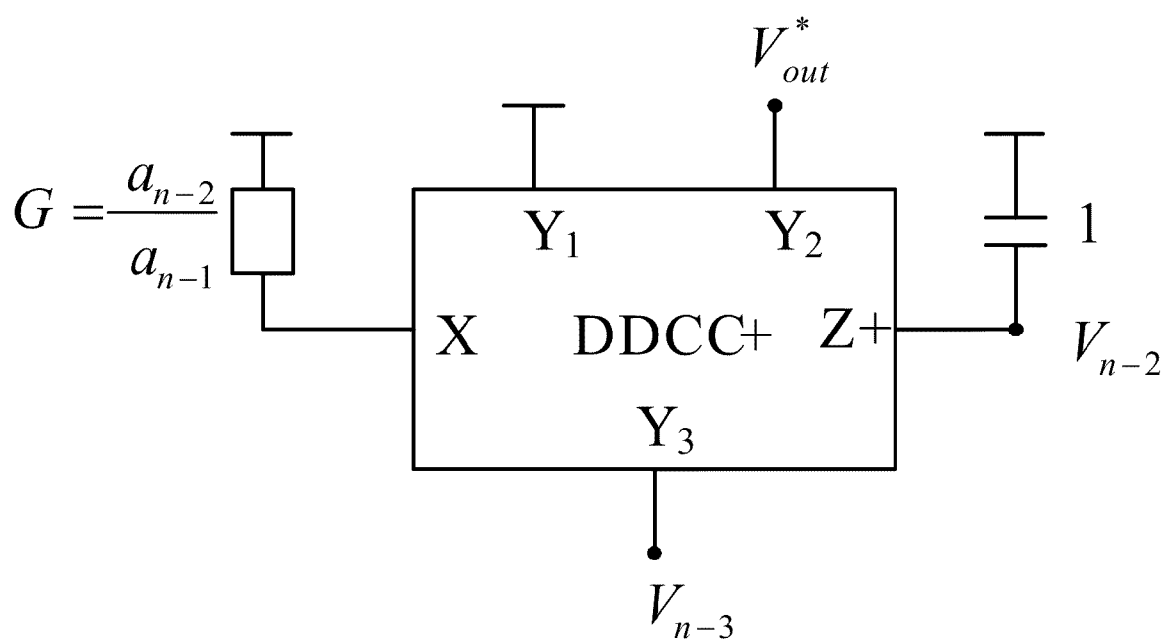 V*out
G = an−2/an−1
Y1 Y2
1
X DDCC+ Z+
Vn−2
Y3
Vn−3